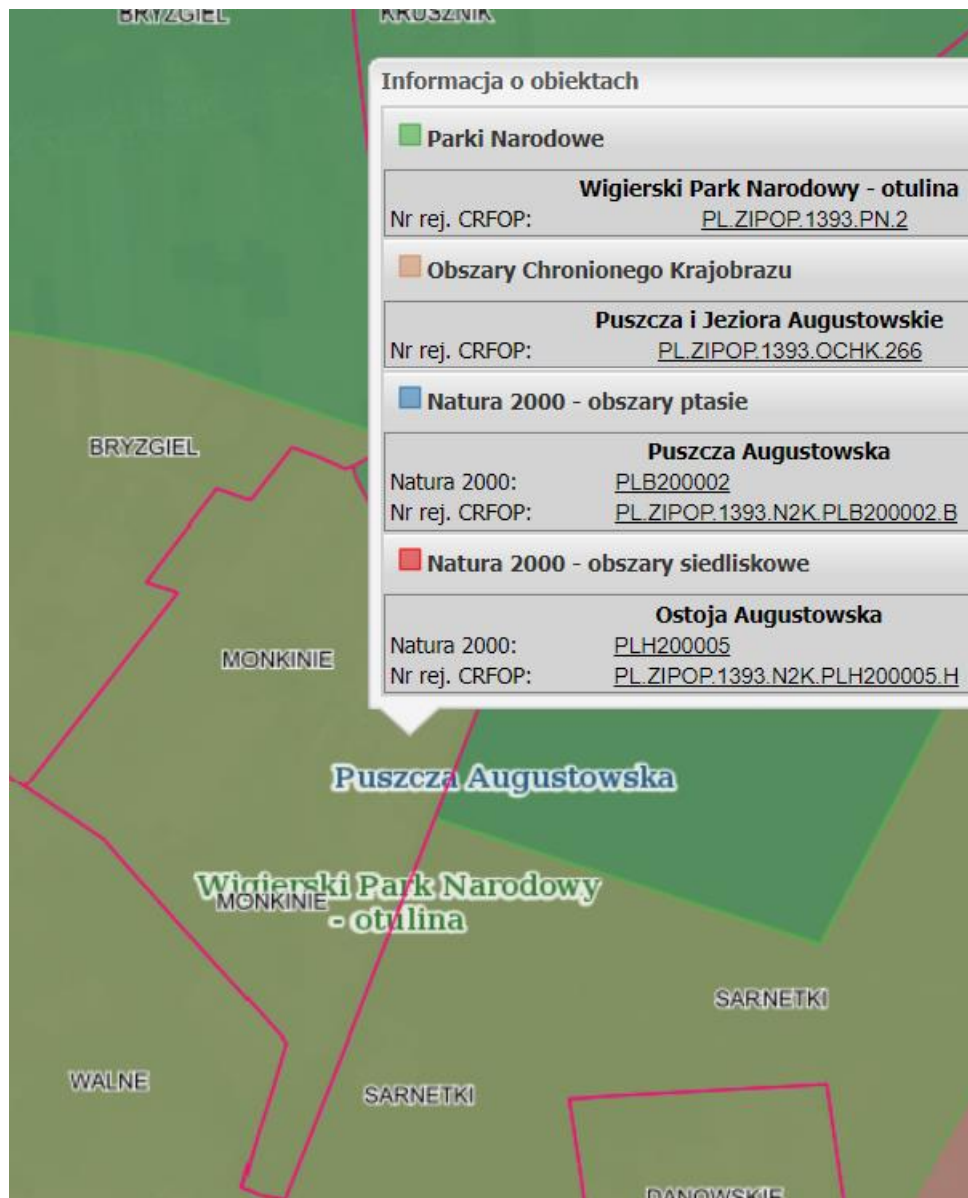 BRYZGIEL
KRUSZNIK
Informacja o obiektach
Parki Narodowe
Wigierski Park Narodowy - otulina
Nr rej. CRFOP: PL.ZIPOP.1393.PN.2
Obszary Chronionego Krajobrazu
Puszcza i Jeziora Augustowskie
Nr rej. CRFOP: PL.ZIPOP.1393.OCHK.266
Natura 2000 - obszary ptasie
Puszcza Augustowska
Natura 2000: PLB200002
Nr rej. CRFOP: PL.ZIPOP.1393.N2K.PLB200002.B
Natura 2000 - obszary siedliskowe
Ostoja Augustowska
Natura 2000: PLH200005
Nr rej. CRFOP: PL.ZIPOP.1393.N2K.PLH200005.H
BRYZGIEL
MONKINIE
Puszcza Augustowska
Wigierski Park Narodowy
- otulina
MONKINIE
SARNETKI
WALNE
SARNETKI
DANOWSKIE